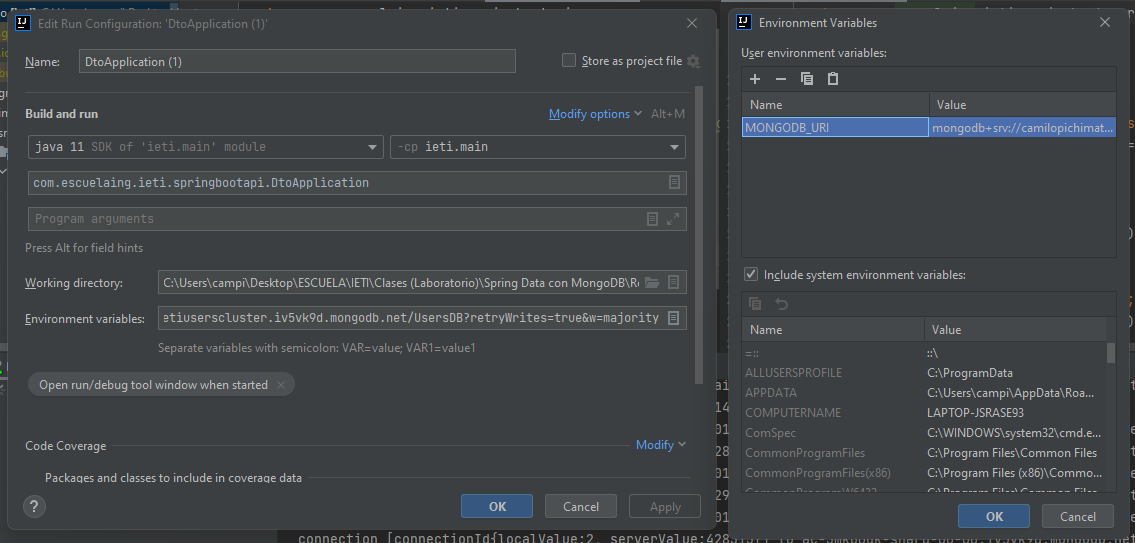 Edit Run Configuration: 'DtoApplication (1)'
Name:
DtoApplication (1)
Store as project file
Build and run
Modify options
Alt+M
java 11 SDK of 'ieti.main' module
-cp ieti.main
com.escuelaing.ieti.springbootapi.DtoApplication
Program arguments
Press Alt for field hints
Working directory:
C:\Users\campi\Desktop\ESCUELA\IETI\Clases (Laboratorio)\Spring Data con MongoDB\Re
Environment variables:
etiuserscluster.iv5vk9d.mongodb.net/UsersDB?retryWrites=true&w=majority
Separate variables with semicolon: VAR=value; VAR1=value1
Open run/debug tool window when started
Code Coverage
Modify
Packages and classes to include in coverage data
?
OK
Cancel
Apply
Environment Variables
User environment variables:
Name
Value
MONGODB_URI
mongodb+srv://camilopichimat...
Include system environment variables:
Name
Value
=::
::\
ALLUSERSPROFILE
C:\ProgramData
APPDATA
C:\Users\campi\AppData\Roa...
COMPUTERNAME
LAPTOP-JSRASE93
ComSpec
C:\WINDOWS\system32\cmd.e...
CommonProgramFiles
C:\Program Files\Common Files
CommonProgramFiles(x86)
C:\Program Files (x86)\Commo...
CommonProgramW6432
C:\Program Files\Common Files
OK
Cancel
connection [connectionId{localValue:2, serverValue: